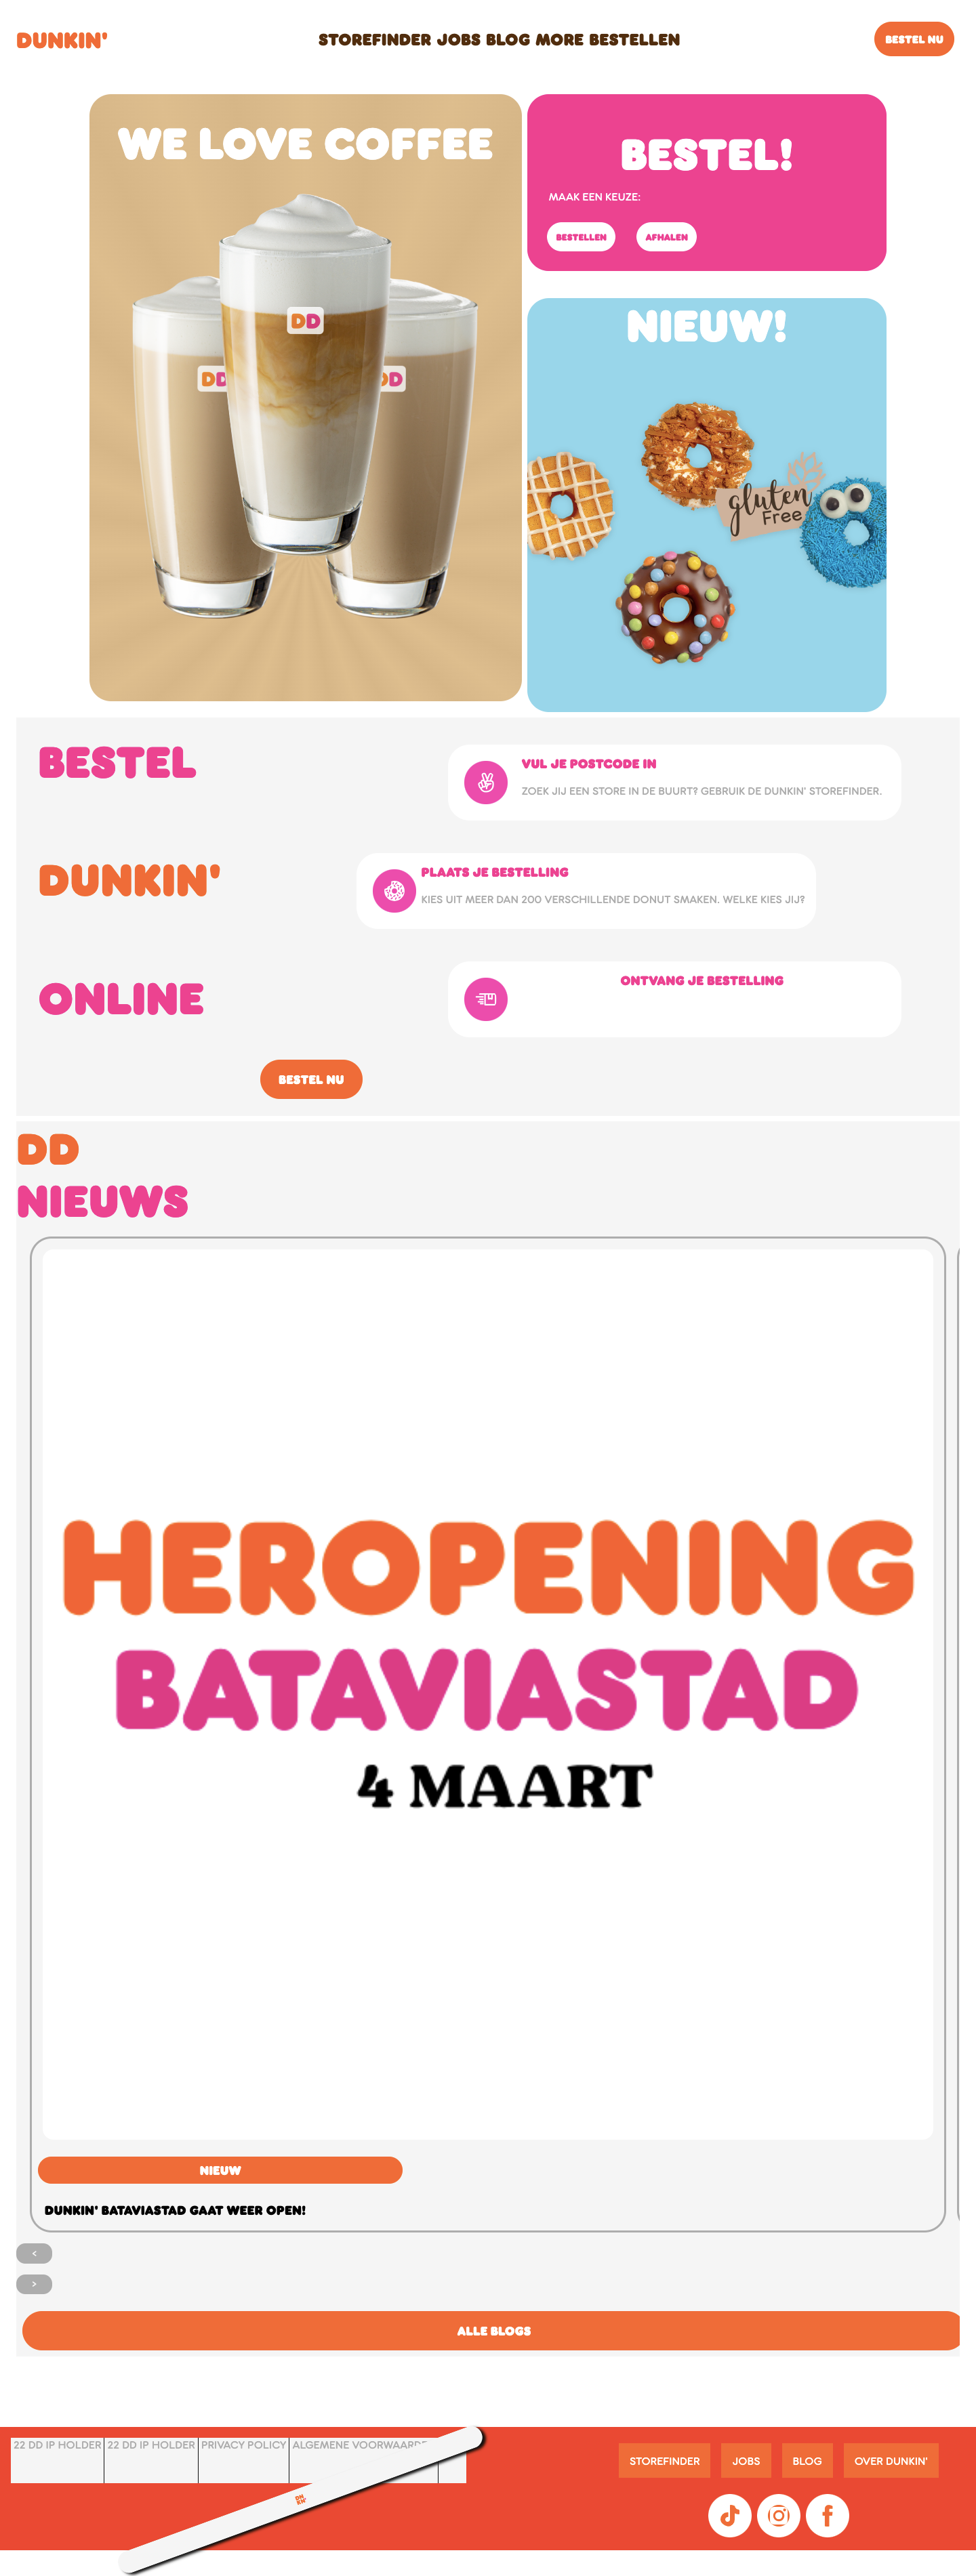 DUNKIN'
STOREFINDER JOBS BLOG MORE BESTELLEN
BESTEL NU
WE LOVE COFFEE
DD
DD
DD
BESTEL!
MAAK EEN KEUZE:
BESTELLEN
AFHALEN
NIEUW!
gluten
Free
BESTEL
DUNKIN'
ONLINE
VUL JE POSTCODE IN
ZOEK JIJ EEN STORE IN DE BUURT? GEBRUIK DE DUNKIN' STOREFINDER.
PLAATS JE BESTELLING
KIES UIT MEER DAN 200 VERSCHILLENDE DONUT SMAKEN. WELKE KIES JIJ?
ONTVANG JE BESTELLING
BESTEL NU
DD
NIEUWS
HEROPENING
BATAVIASTAD
4 MAART
NIEUW
DUNKIN' BATAVIASTAD GAAT WEER OPEN!
<
>
ALLE BLOGS
22 DD IP HOLDER
22 DD IP HOLDER
PRIVACY POLICY
ALGEMENE
STOREFINDER
JOBS
BLOG
OVER DUNKIN'